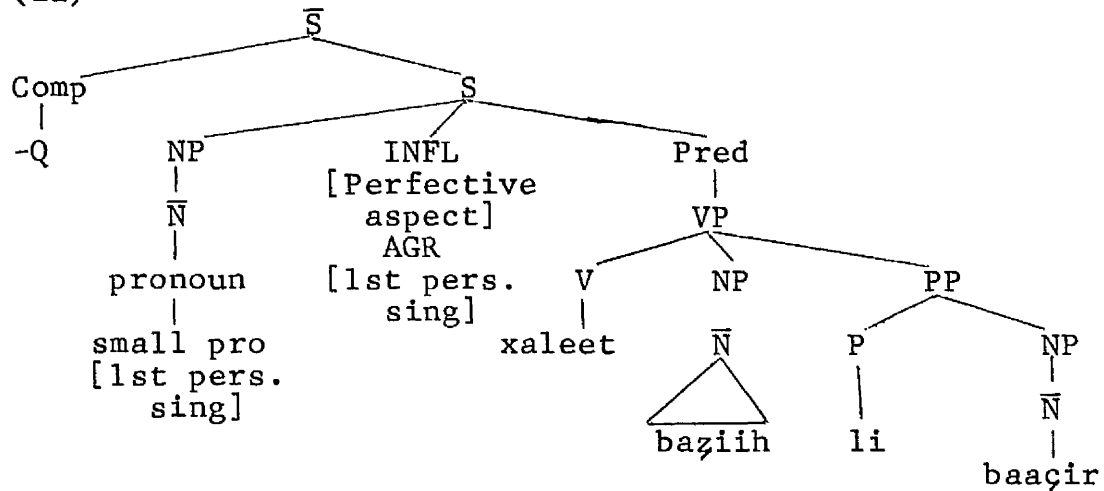 S̄
Comp S
-Q NP INFL Pred
[Perfective
N̄ aspect] VP
AGR
pronoun [1st pers. V NP PP
sing]
small pro xaleet N̄ P NP
[1st pers.
sing] N̄
baẓiih li
baaçir